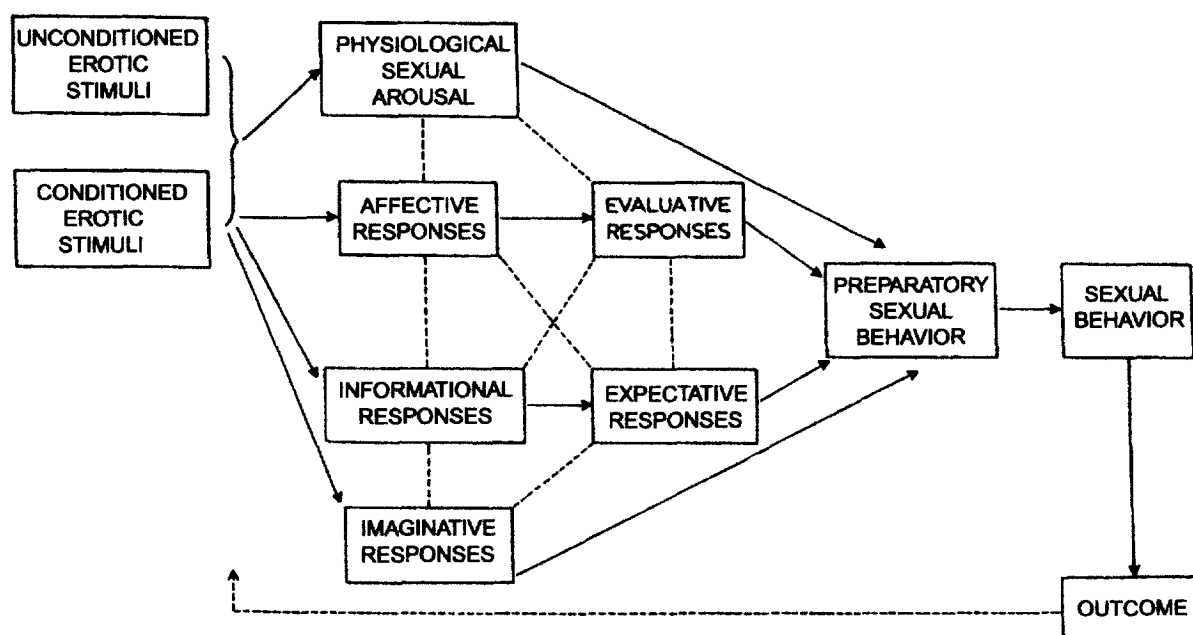 UNCONDITIONED
EROTIC
STIMULI
PHYSIOLOGICAL
SEXUAL
AROUSAL
CONDITIONED
EROTIC
STIMULI
AFFECTIVE
RESPONSES
EVALUATIVE
RESPONSES
PREPARATORY
SEXUAL
BEHAVIOR
SEXUAL
BEHAVIOR
INFORMATIONAL
RESPONSES
EXPECTATIVE
RESPONSES
IMAGINATIVE
RESPONSES
OUTCOME